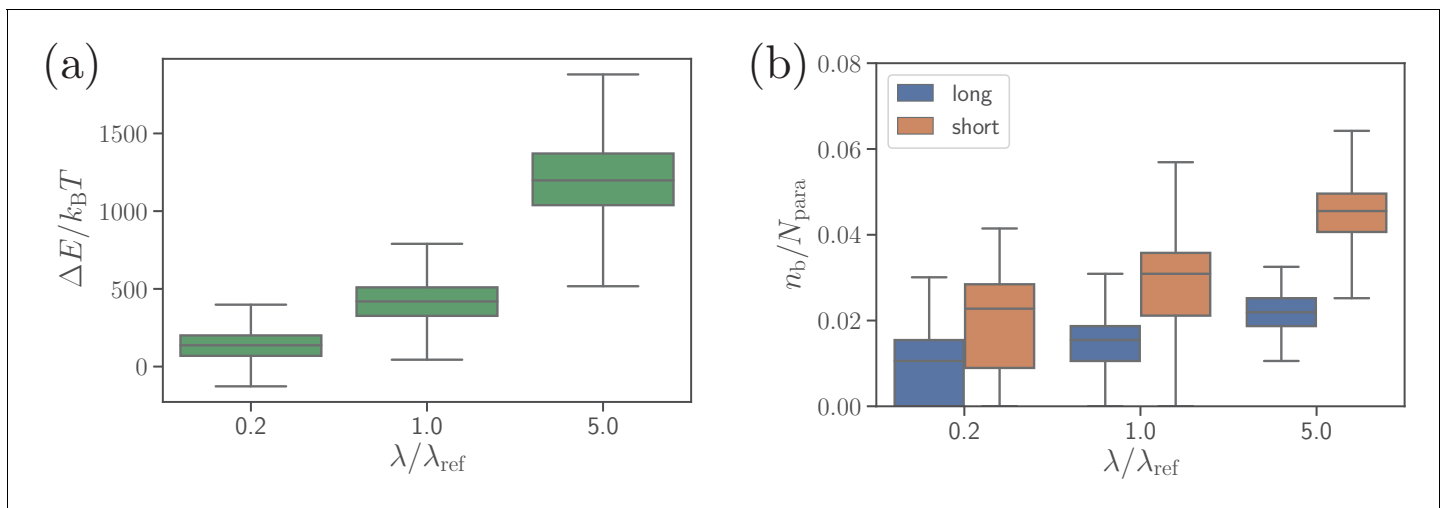 (a)
1500
1000
500
0
ΔE/k_BT
0.2 1.0 5.0
λ/λ_ref
(b)
0.08
0.06
0.04
0.02
0.00
n_b/N_para
long
short
0.2 1.0 5.0
λ/λ_ref